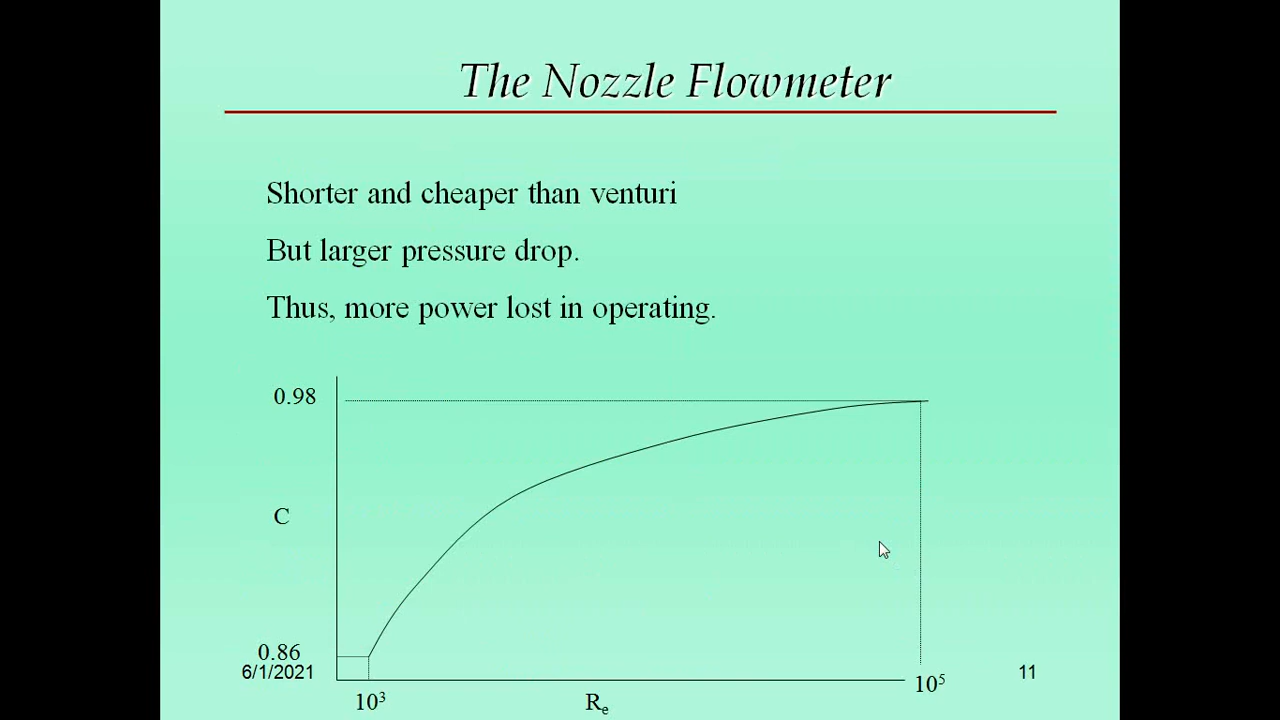 The Nozzle Flowmeter
Shorter and cheaper than venturi
But larger pressure drop.
Thus, more power lost in operating.
0.98
C
0.86
6/1/2021
11
10³
Rₑ
10⁵